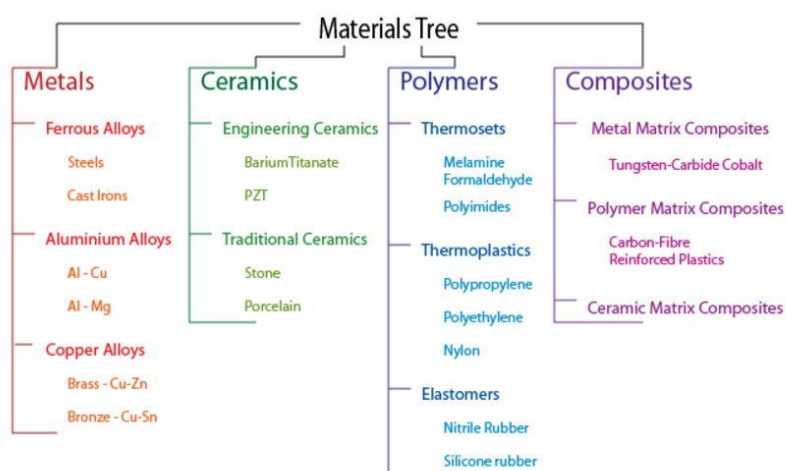 Materials Tree
Metals
Ferrous Alloys
Steels
Cast Irons
Aluminium Alloys
Al - Cu
Al - Mg
Copper Alloys
Brass - Cu-Zn
Bronze - Cu-Sn
Ceramics
Engineering Ceramics
BariumTitanate
PZT
Traditional Ceramics
Stone
Porcelain
Polymers
Thermosets
Melamine
Formaldehyde
Polyimides
Thermoplastics
Polypropylene
Polyethylene
Nylon
Elastomers
Nitrile Rubber
Silicone rubber
Composites
Metal Matrix Composites
Tungsten-Carbide Cobalt
Polymer Matrix Composites
Carbon-Fibre
Reinforced Plastics
Ceramic Matrix Composites